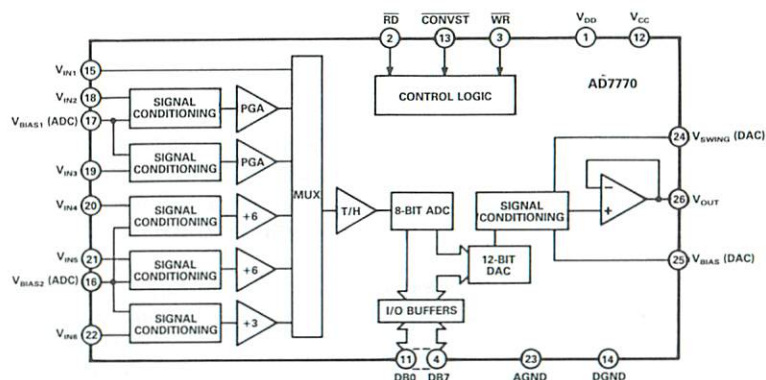 RD CONVST WR VDD VCC
2 13 3 1 12
AD7770
CONTROL LOGIC
VIN1 15
VIN2 18
SIGNAL CONDITIONING
PGA
VBIAS1 (ADC) 17
SIGNAL CONDITIONING
PGA
VIN3 19
VIN4 20
SIGNAL CONDITIONING
+6
VIN5 21
SIGNAL CONDITIONING
+6
VBIAS2 (ADC) 16
SIGNAL CONDITIONING
+3
VIN6 22
MUX
T/H
8-BIT ADC
SIGNAL CONDITIONING
12-BIT DAC
I/O BUFFERS
−
+
24 VSWING (DAC)
26 VOUT
25 VBIAS (DAC)
11 4 23 14
DB0 DB7 AGND DGND